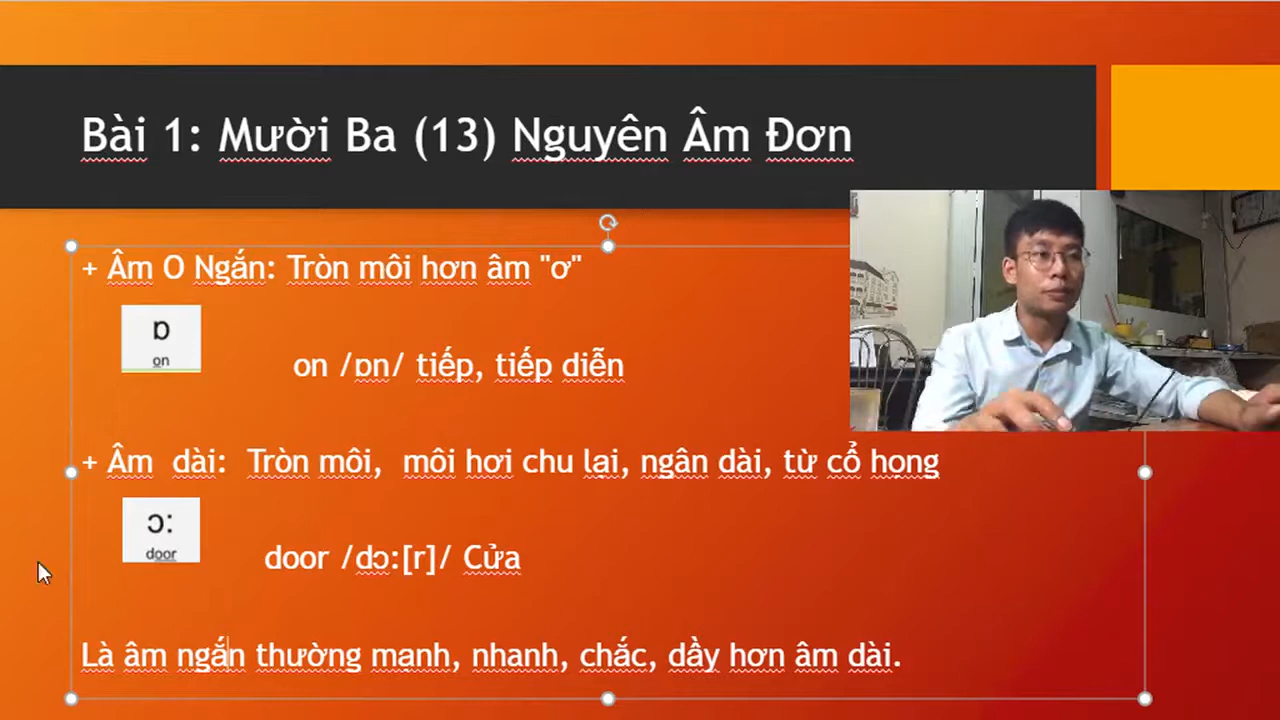 Bài 1: Mười Ba (13) Nguyên Âm Đơn
+ Âm O Ngắn: Tròn môi hơn âm "ơ"
ɒ
on
on /ɒn/ tiếp, tiếp diễn
+ Âm dài: Tròn môi, môi hơi chu lại, ngân dài, từ cổ họng
ɔ:
door
door /dɔ:[r]/ Cửa
Là âm ngắn thường mạnh, nhanh, chắc, dầy hơn âm dài.